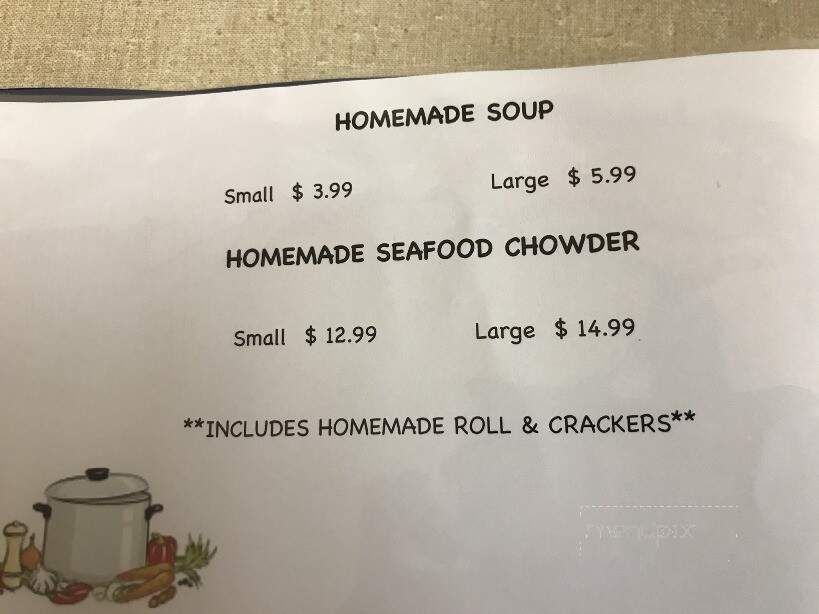 HOMEMADE SOUP
Small $ 3.99 Large $ 5.99
HOMEMADE SEAFOOD CHOWDER
Small $ 12.99 Large $ 14.99
**INCLUDES HOMEMADE ROLL & CRACKERS**
menupix